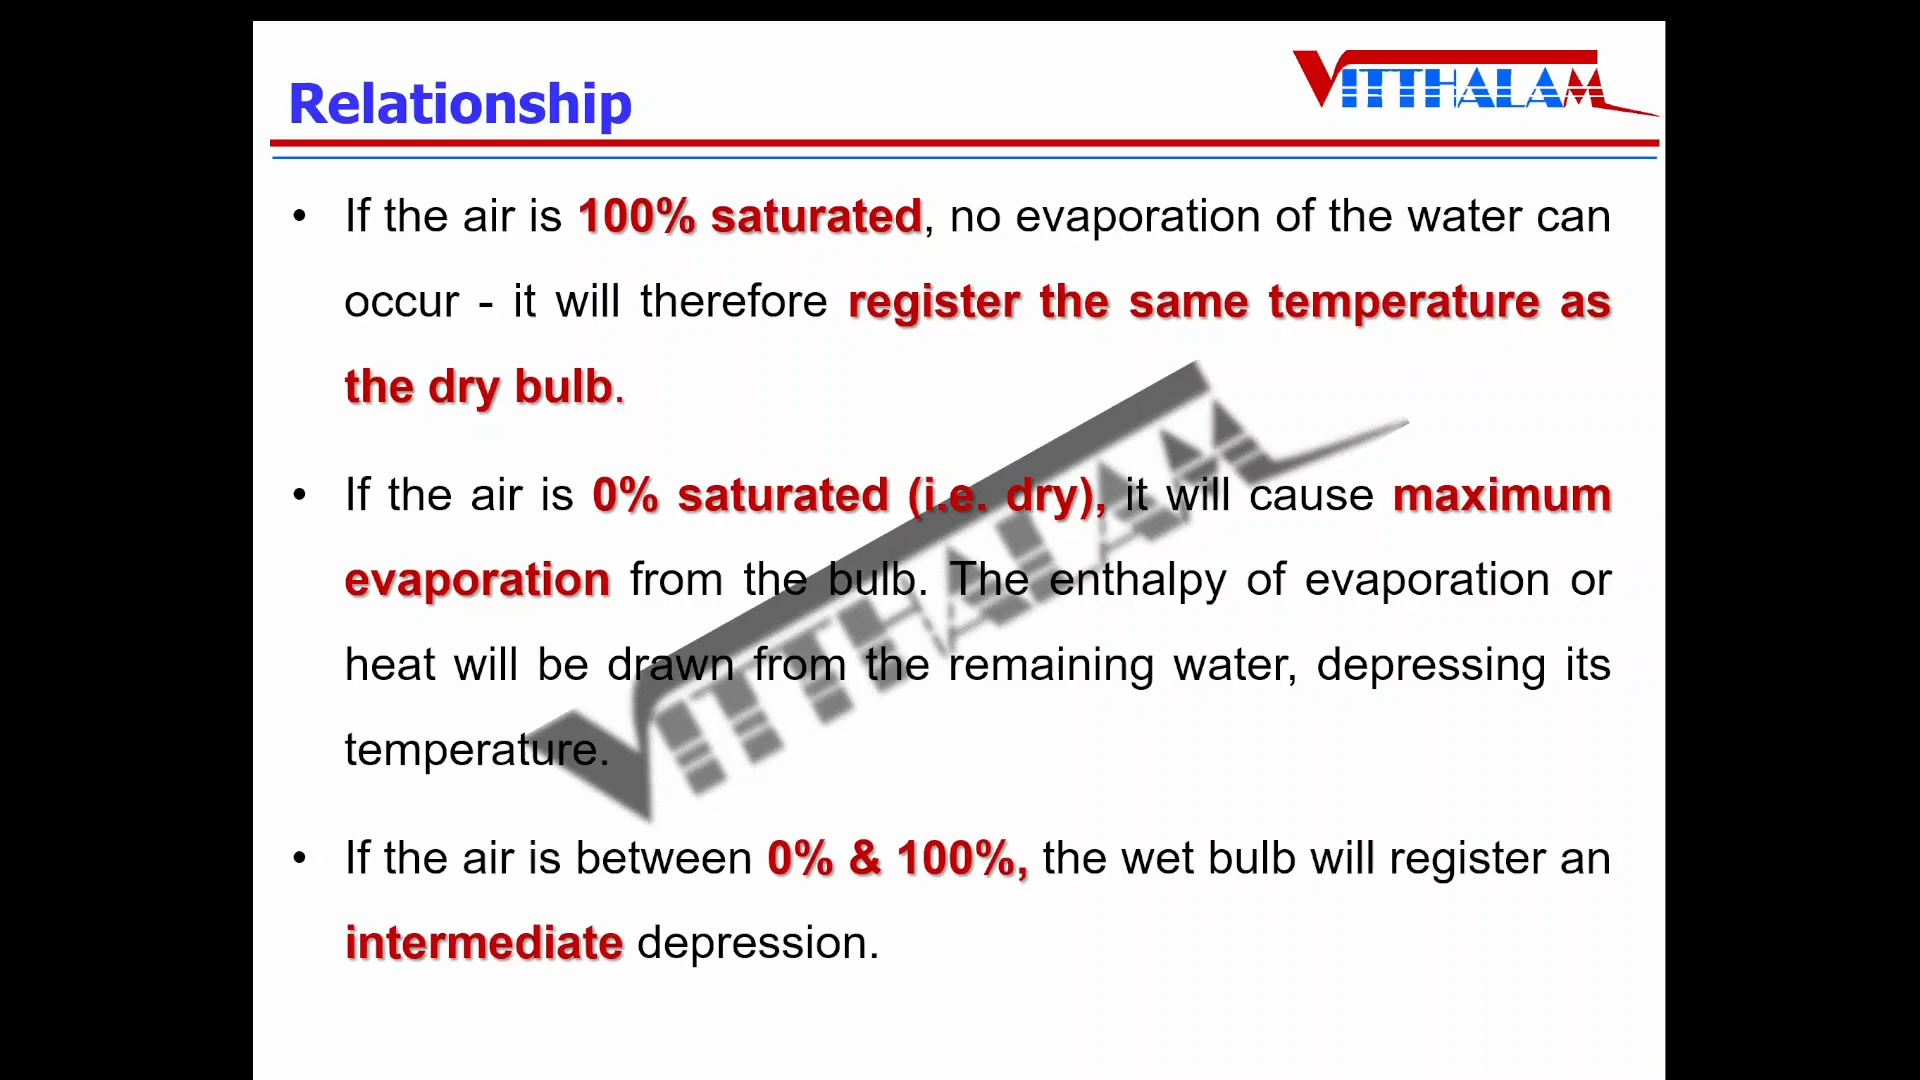 Relationship
VITTHALAM
• If the air is 100% saturated, no evaporation of the water can
occur - it will therefore register the same temperature as
the dry bulb.
• If the air is 0% saturated (i.e. dry), it will cause maximum
evaporation from the bulb. The enthalpy of evaporation or
heat will be drawn from the remaining water, depressing its
temperature.
• If the air is between 0% & 100%, the wet bulb will register an
intermediate depression.
VITTHALAM